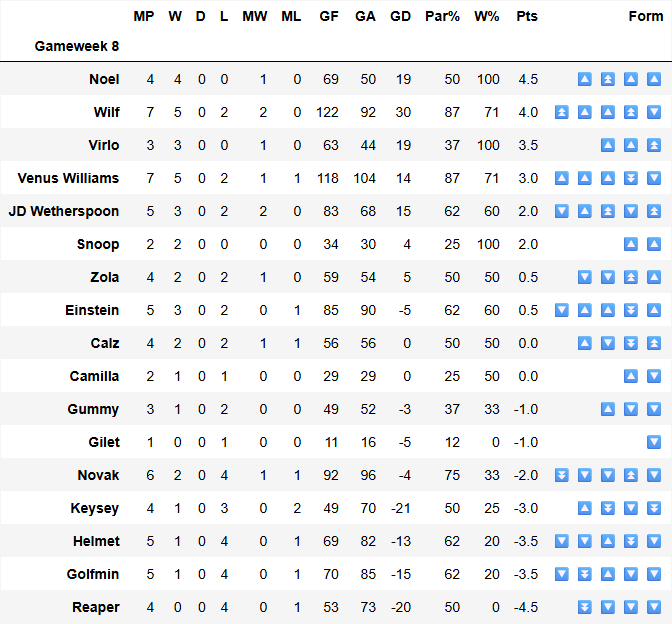 MP W D L MW ML GF GA GD Par% W% Pts Form
Gameweek 8
Noel 4 4 0 0 1 0 69 50 19 50 100 4.5 🔼 ⏫ 🔼 🔼
Wilf 7 5 0 2 2 0 122 92 30 87 71 4.0 ⏫ 🔼 🔼 ⏫ 🔽
Virlo 3 3 0 0 1 0 63 44 19 37 100 3.5 🔼 🔼 ⏫
Venus Williams 7 5 0 2 1 1 118 104 14 87 71 3.0 🔼 🔼 🔼 ⏬ 🔽
JD Wetherspoon 5 3 0 2 2 0 83 68 15 62 60 2.0 🔽 🔼 ⏫ 🔽 ⏫
Snoop 2 2 0 0 0 0 34 30 4 25 100 2.0 🔼 🔼
Zola 4 2 0 2 1 0 59 54 5 50 50 0.5 🔽 🔽 ⏫ 🔼
Einstein 5 3 0 2 0 1 85 90 -5 62 60 0.5 🔽 🔼 🔼 ⏬ 🔼
Calz 4 2 0 2 1 1 56 56 0 50 50 0.0 🔼 🔽 ⏬ ⏫
Camilla 2 1 0 1 0 0 29 29 0 25 50 0.0 🔼 🔽
Gummy 3 1 0 2 0 0 49 52 -3 37 33 -1.0 🔼 🔽 🔽
Gilet 1 0 0 1 0 0 11 16 -5 12 0 -1.0 🔽
Novak 6 2 0 4 1 1 92 96 -4 75 33 -2.0 ⏬ 🔽 🔽 ⏫ 🔽
Keysey 4 1 0 3 0 2 49 70 -21 50 25 -3.0 🔼 ⏬ 🔽 ⏬
Helmet 5 1 0 4 0 1 69 82 -13 62 20 -3.5 🔽 🔽 🔼 ⏬ 🔽
Golfmin 5 1 0 4 0 1 70 85 -15 62 20 -3.5 🔽 ⏬ 🔼 🔽 🔽
Reaper 4 0 0 4 0 1 53 73 -20 50 0 -4.5 ⏬ 🔽 🔽 🔽